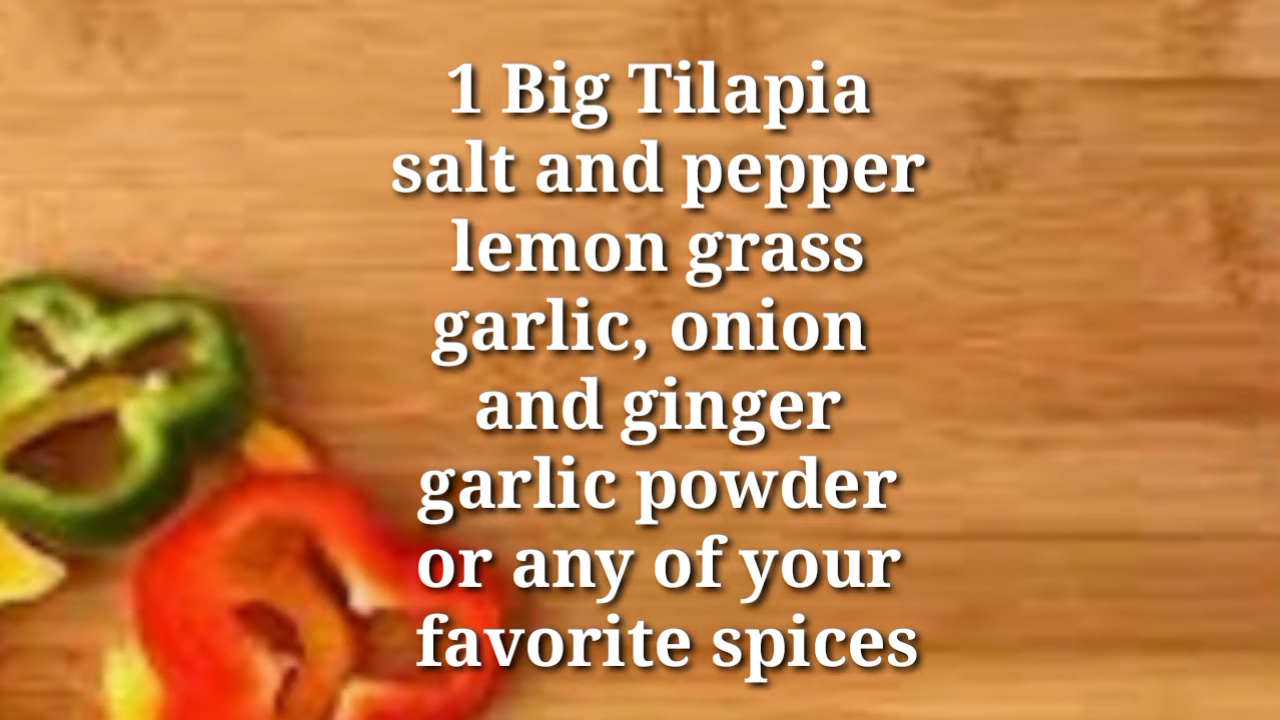 1 Big Tilapia
salt and pepper
lemon grass
garlic, onion
and ginger
garlic powder
or any of your
favorite spices